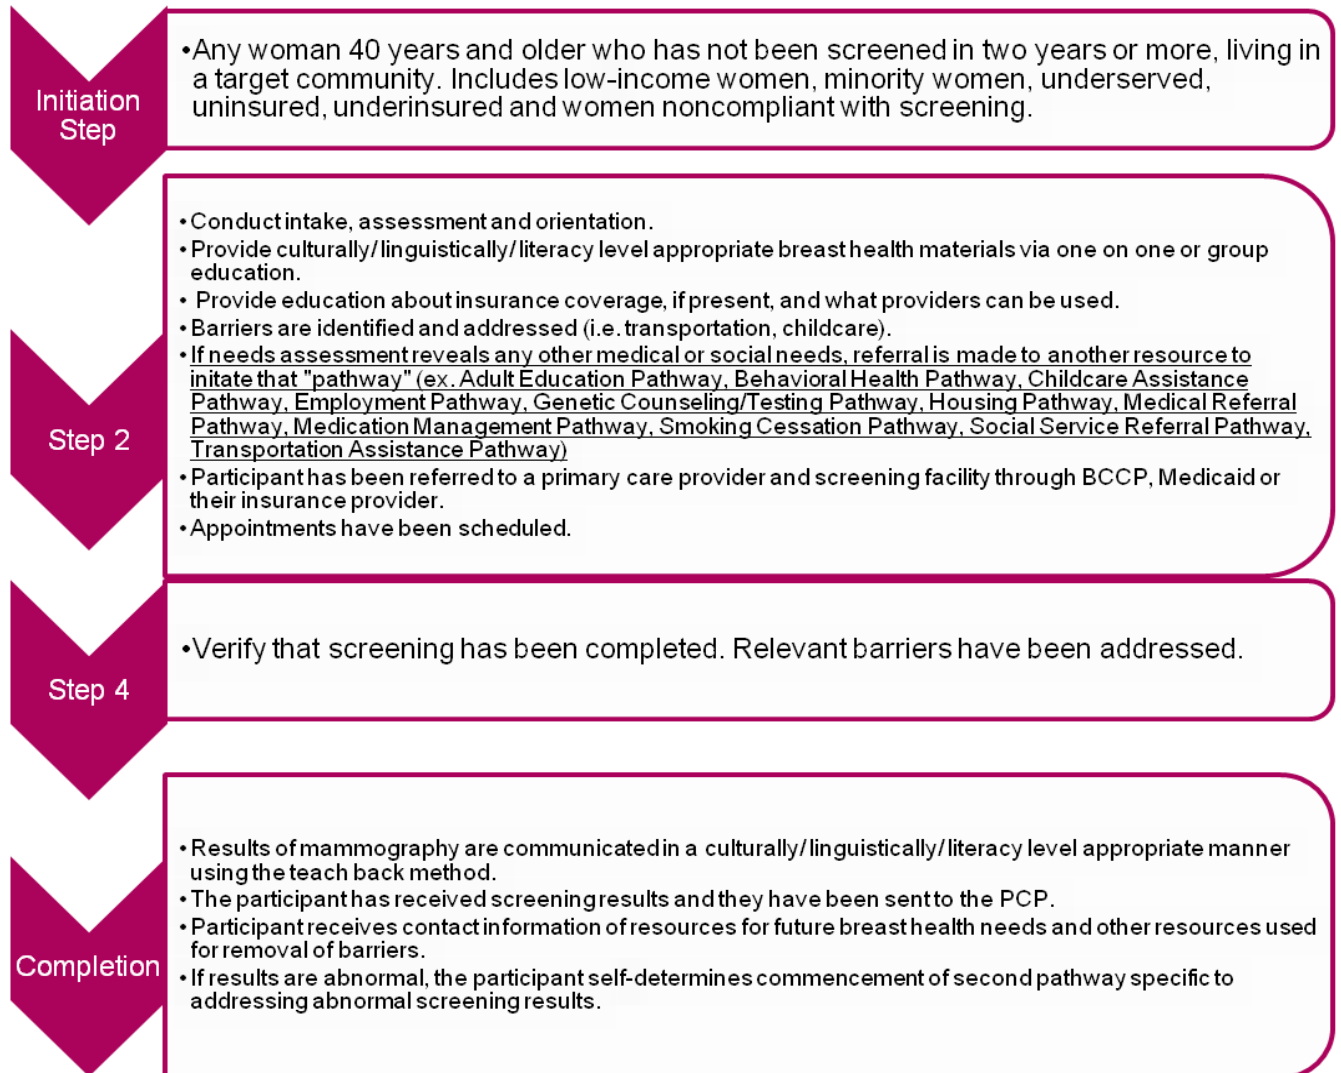 Initiation
Step
•Any woman 40 years and older who has not been screened in two years or more, living in
a target community. Includes low-income women, minority women, underserved,
uninsured, underinsured and women noncompliant with screening.
Step 2
•Conduct intake, assessment and orientation.
•Provide culturally/linguistically/literacy level appropriate breast health materials via one on one or group
education.
• Provide education about insurance coverage, if present, and what providers can be used.
•Barriers are identified and addressed (i.e. transportation, childcare).
•If needs assessment reveals any other medical or social needs, referral is made to another resource to
initate that "pathway" (ex. Adult Education Pathway, Behavioral Health Pathway, Childcare Assistance
Pathway, Employment Pathway, Genetic Counseling/Testing Pathway, Housing Pathway, Medical Referral
Pathway, Medication Management Pathway, Smoking Cessation Pathway, Social Service Referral Pathway,
Transportation Assistance Pathway)
•Participant has been referred to a primary care provider and screening facility through BCCP, Medicaid or
their insurance provider.
•Appointments have been scheduled.
Step 4
•Verify that screening has been completed. Relevant barriers have been addressed.
Completion
•Results of mammography are communicated in a culturally/linguistically/literacy level appropriate manner
using the teach back method.
•The participant has received screening results and they have been sent to the PCP.
•Participant receives contact information of resources for future breast health needs and other resources used
for removal of barriers.
•If results are abnormal, the participant self-determines commencement of second pathway specific to
addressing abnormal screening results.